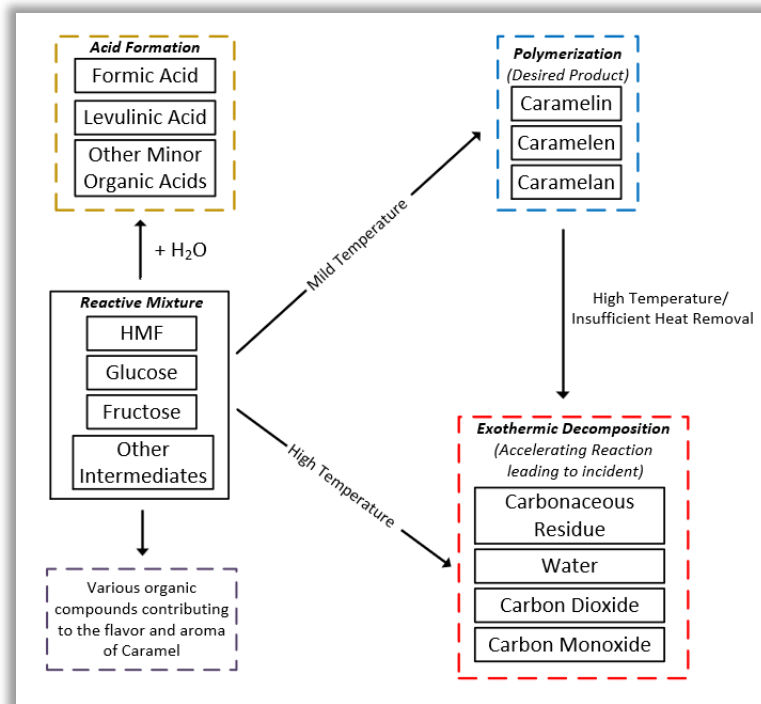 Acid Formation
Formic Acid
Levulinic Acid
Other Minor
Organic Acids
+ H₂O
Reactive Mixture
HMF
Glucose
Fructose
Other
Intermediates
Various organic
compounds contributing
to the flavor and aroma
of Caramel
Mild Temperature
High Temperature
Polymerization
(Desired Product)
Caramelin
Caramelen
Caramelan
High Temperature/
Insufficient Heat Removal
Exothermic Decomposition
(Accelerating Reaction
leading to incident)
Carbonaceous
Residue
Water
Carbon Dioxide
Carbon Monoxide